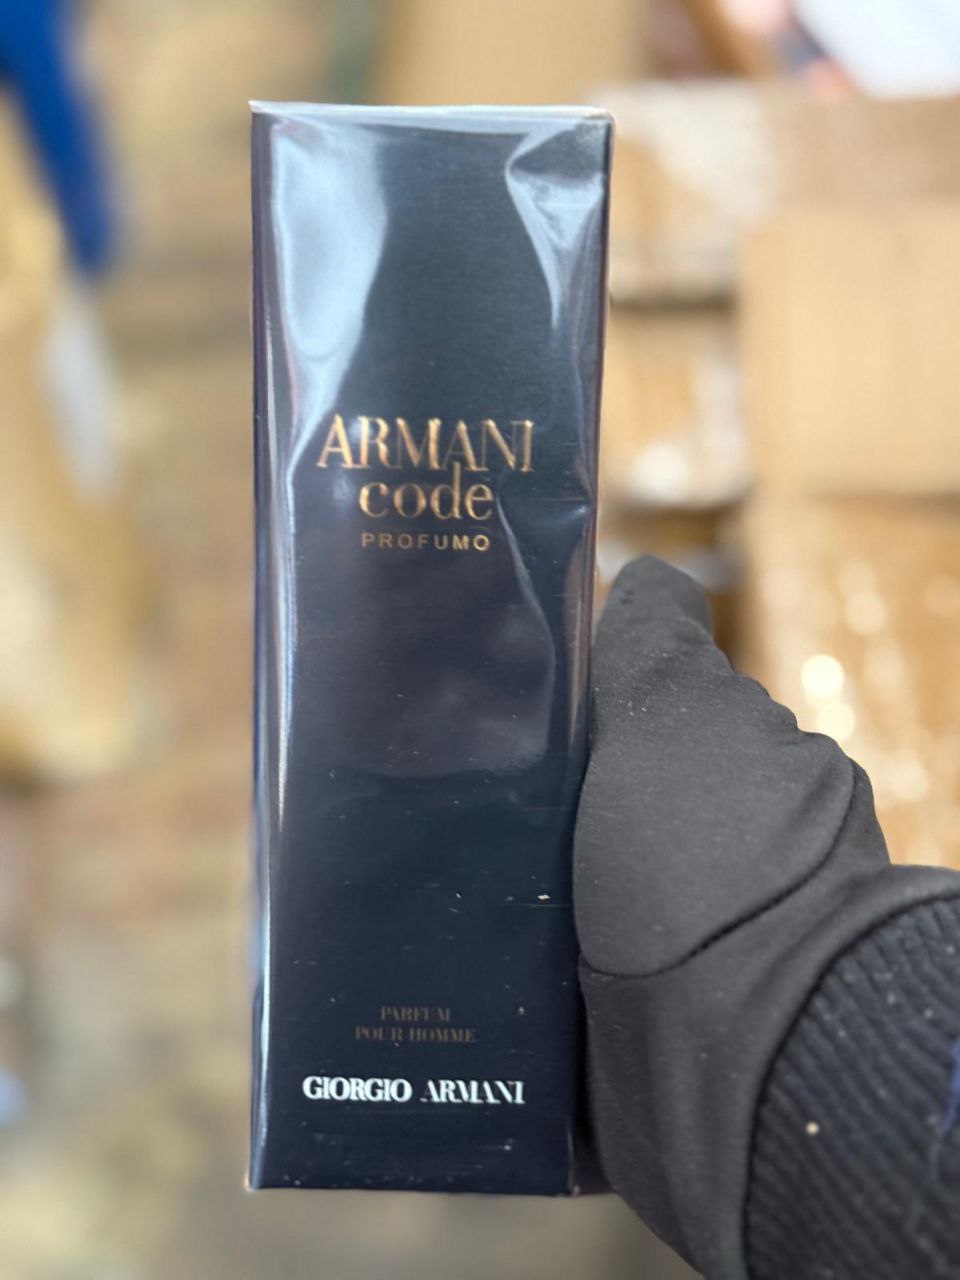 ARMANI
code
PROFUMO
PARFUM
POUR HOMME
GIORGIO ARMANI